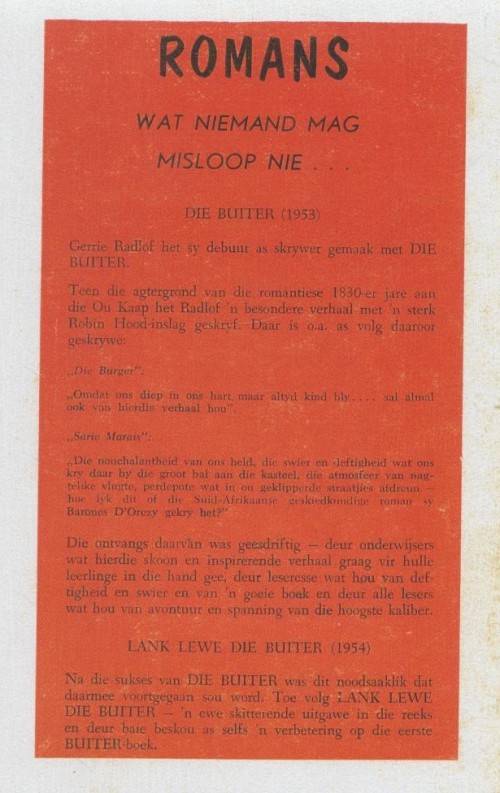 ROMANS
WAT NIEMAND MAG
MISLOOP NIE . . .
DIE BUITER (1953)
Gerrie Radlof het sy debuut as skrywer gemaak met DIE
BUITER.
Teen die agtergrond van die romantiese 1830-er jare aan
die Ou Kaap het Radlof 'n besondere verhaal met 'n sterk
Robin Hood-inslag geskryf. Daar is o.a. as volg daaroor
geskrywe:
„Die Burger":
„Omdat ons diep in ons hart maar altyd kind bly.... sal almal
ook van hierdie verhaal hou".
„Sarie Marais":
„Die nonchalantheid van ons held, die swier en deftigheid wat ons
kry daar by die groot bal aan die kasteel, die atmosfeer van nag-
telike vlugte, perdepote wat in ou geklipperde straatjies afdreun —
hoe lyk dit of die Suid-Afrikaanse geskiedkundige roman sy
Barones D'Orczy gekry het?"
Die ontvangs daarvan was geesdriftig — deur onderwijsers
wat hierdie skoon en inspirerende verhaal graag vir hulle
leerlinge in die hand gee, deur leseresse wat hou van def-
tigheid en swier en van 'n goeie boek en deur alle lesers
wat hou van avontuur en spanning van die hoogste kaliber.
LANK LEWE DIE BUITER (1954)
Na die sukses van DIE BUITER was dit noodsaaklik dat
daarmee voortgegaan sou word. Toe volg LANK LEWE
DIE BUITER — 'n ewe skitterende uitgawe in die reeks
en deur baie beskou as selfs 'n verbetering op die eerste
BUITER-boek.